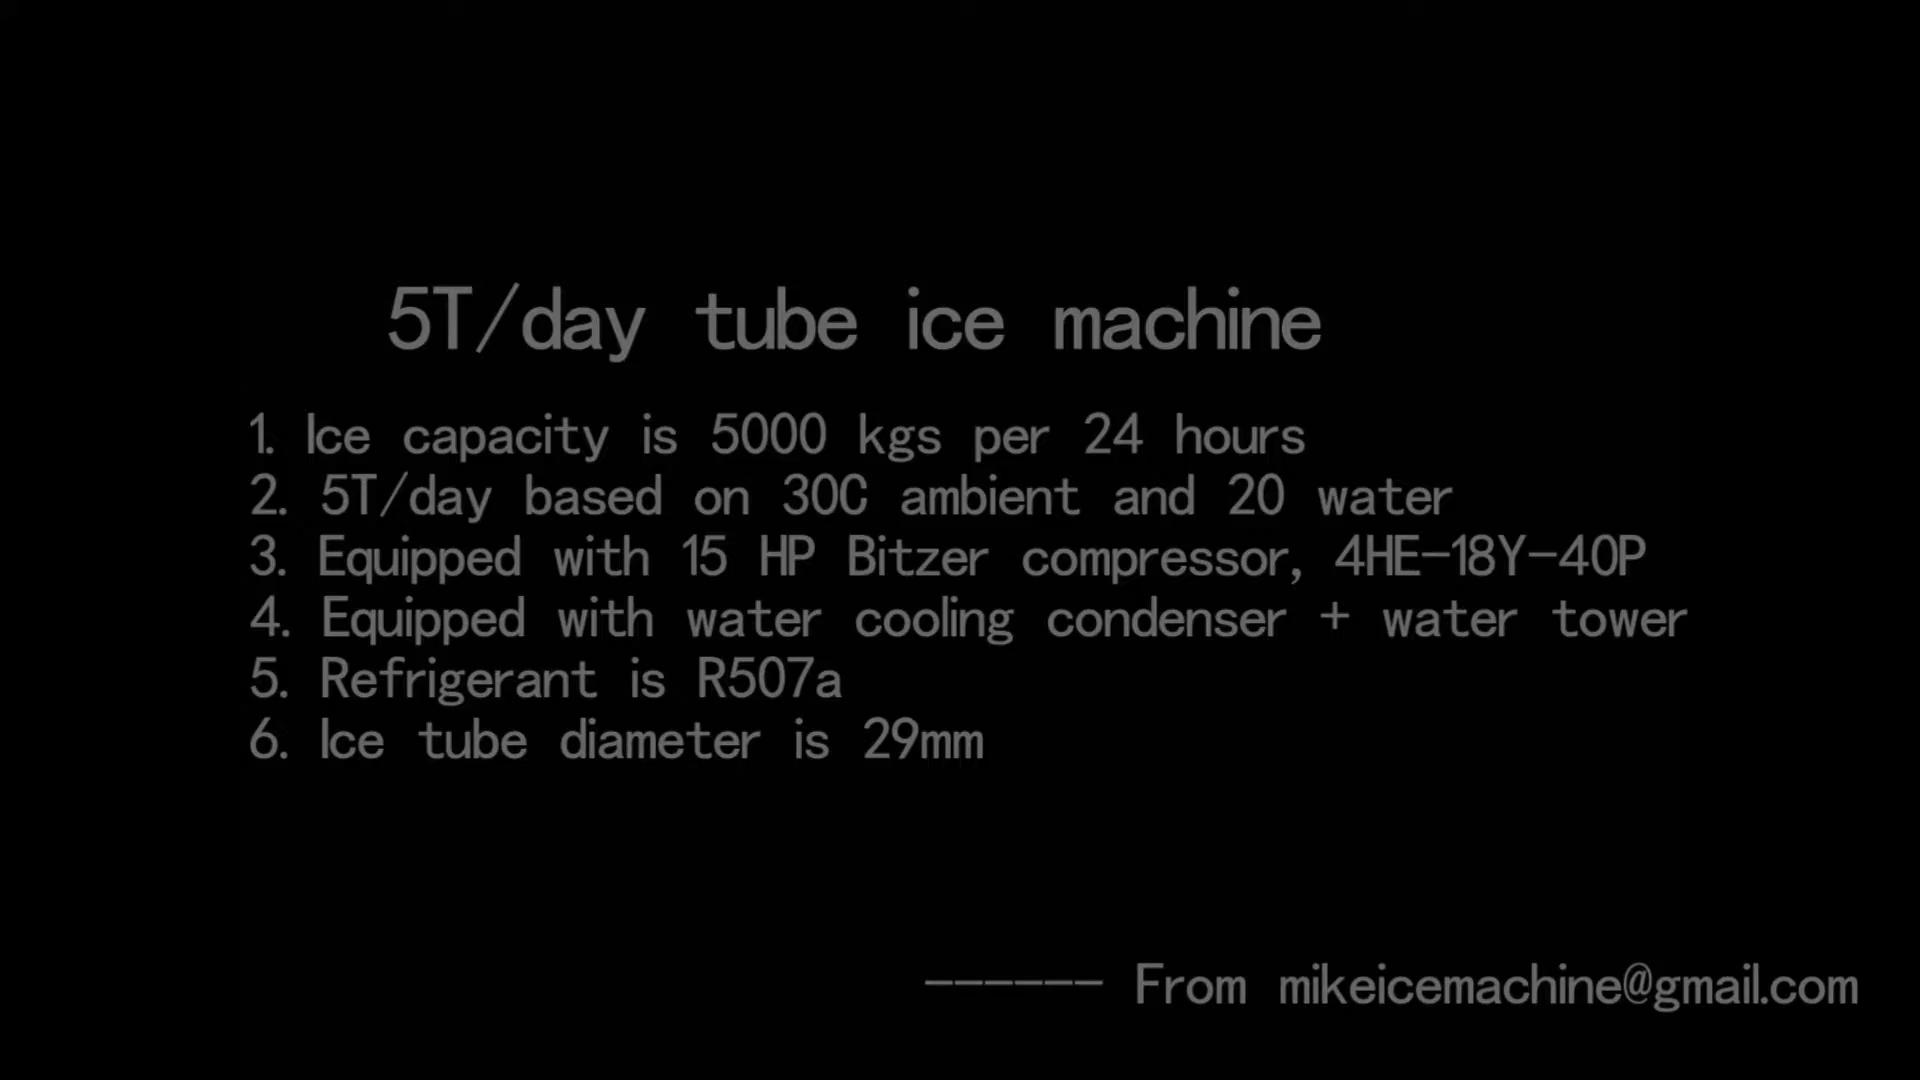 5T/day tube ice machine
1. Ice capacity is 5000 kgs per 24 hours
2. 5T/day based on 30C ambient and 20 water
3. Equipped with 15 HP Bitzer compressor, 4HE-18Y-40P
4. Equipped with water cooling condenser + water tower
5. Refrigerant is R507a
6. Ice tube diameter is 29mm
------ From mikeicemachine@gmail.com